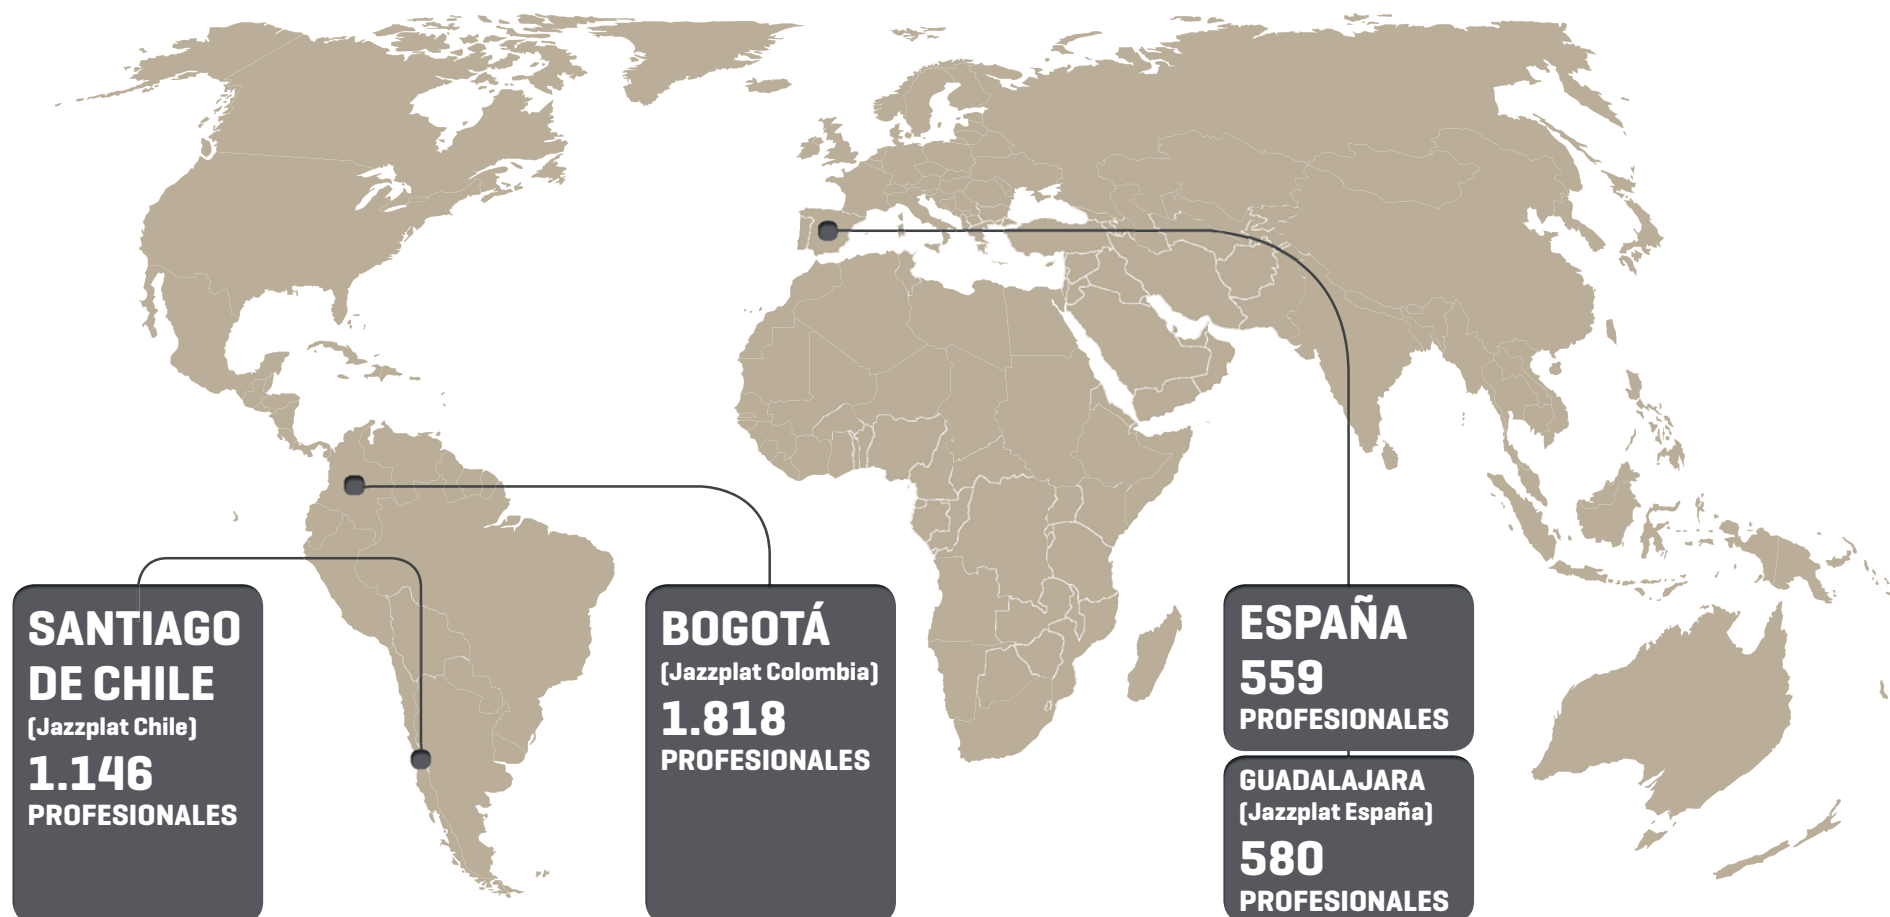 SANTIAGO
DE CHILE
(Jazzplat Chile)
1.146
PROFESIONALES
BOGOTÁ
(Jazzplat Colombia)
1.818
PROFESIONALES
ESPAÑA
559
PROFESIONALES
GUADALAJARA
(Jazzplat España)
580
PROFESIONALES